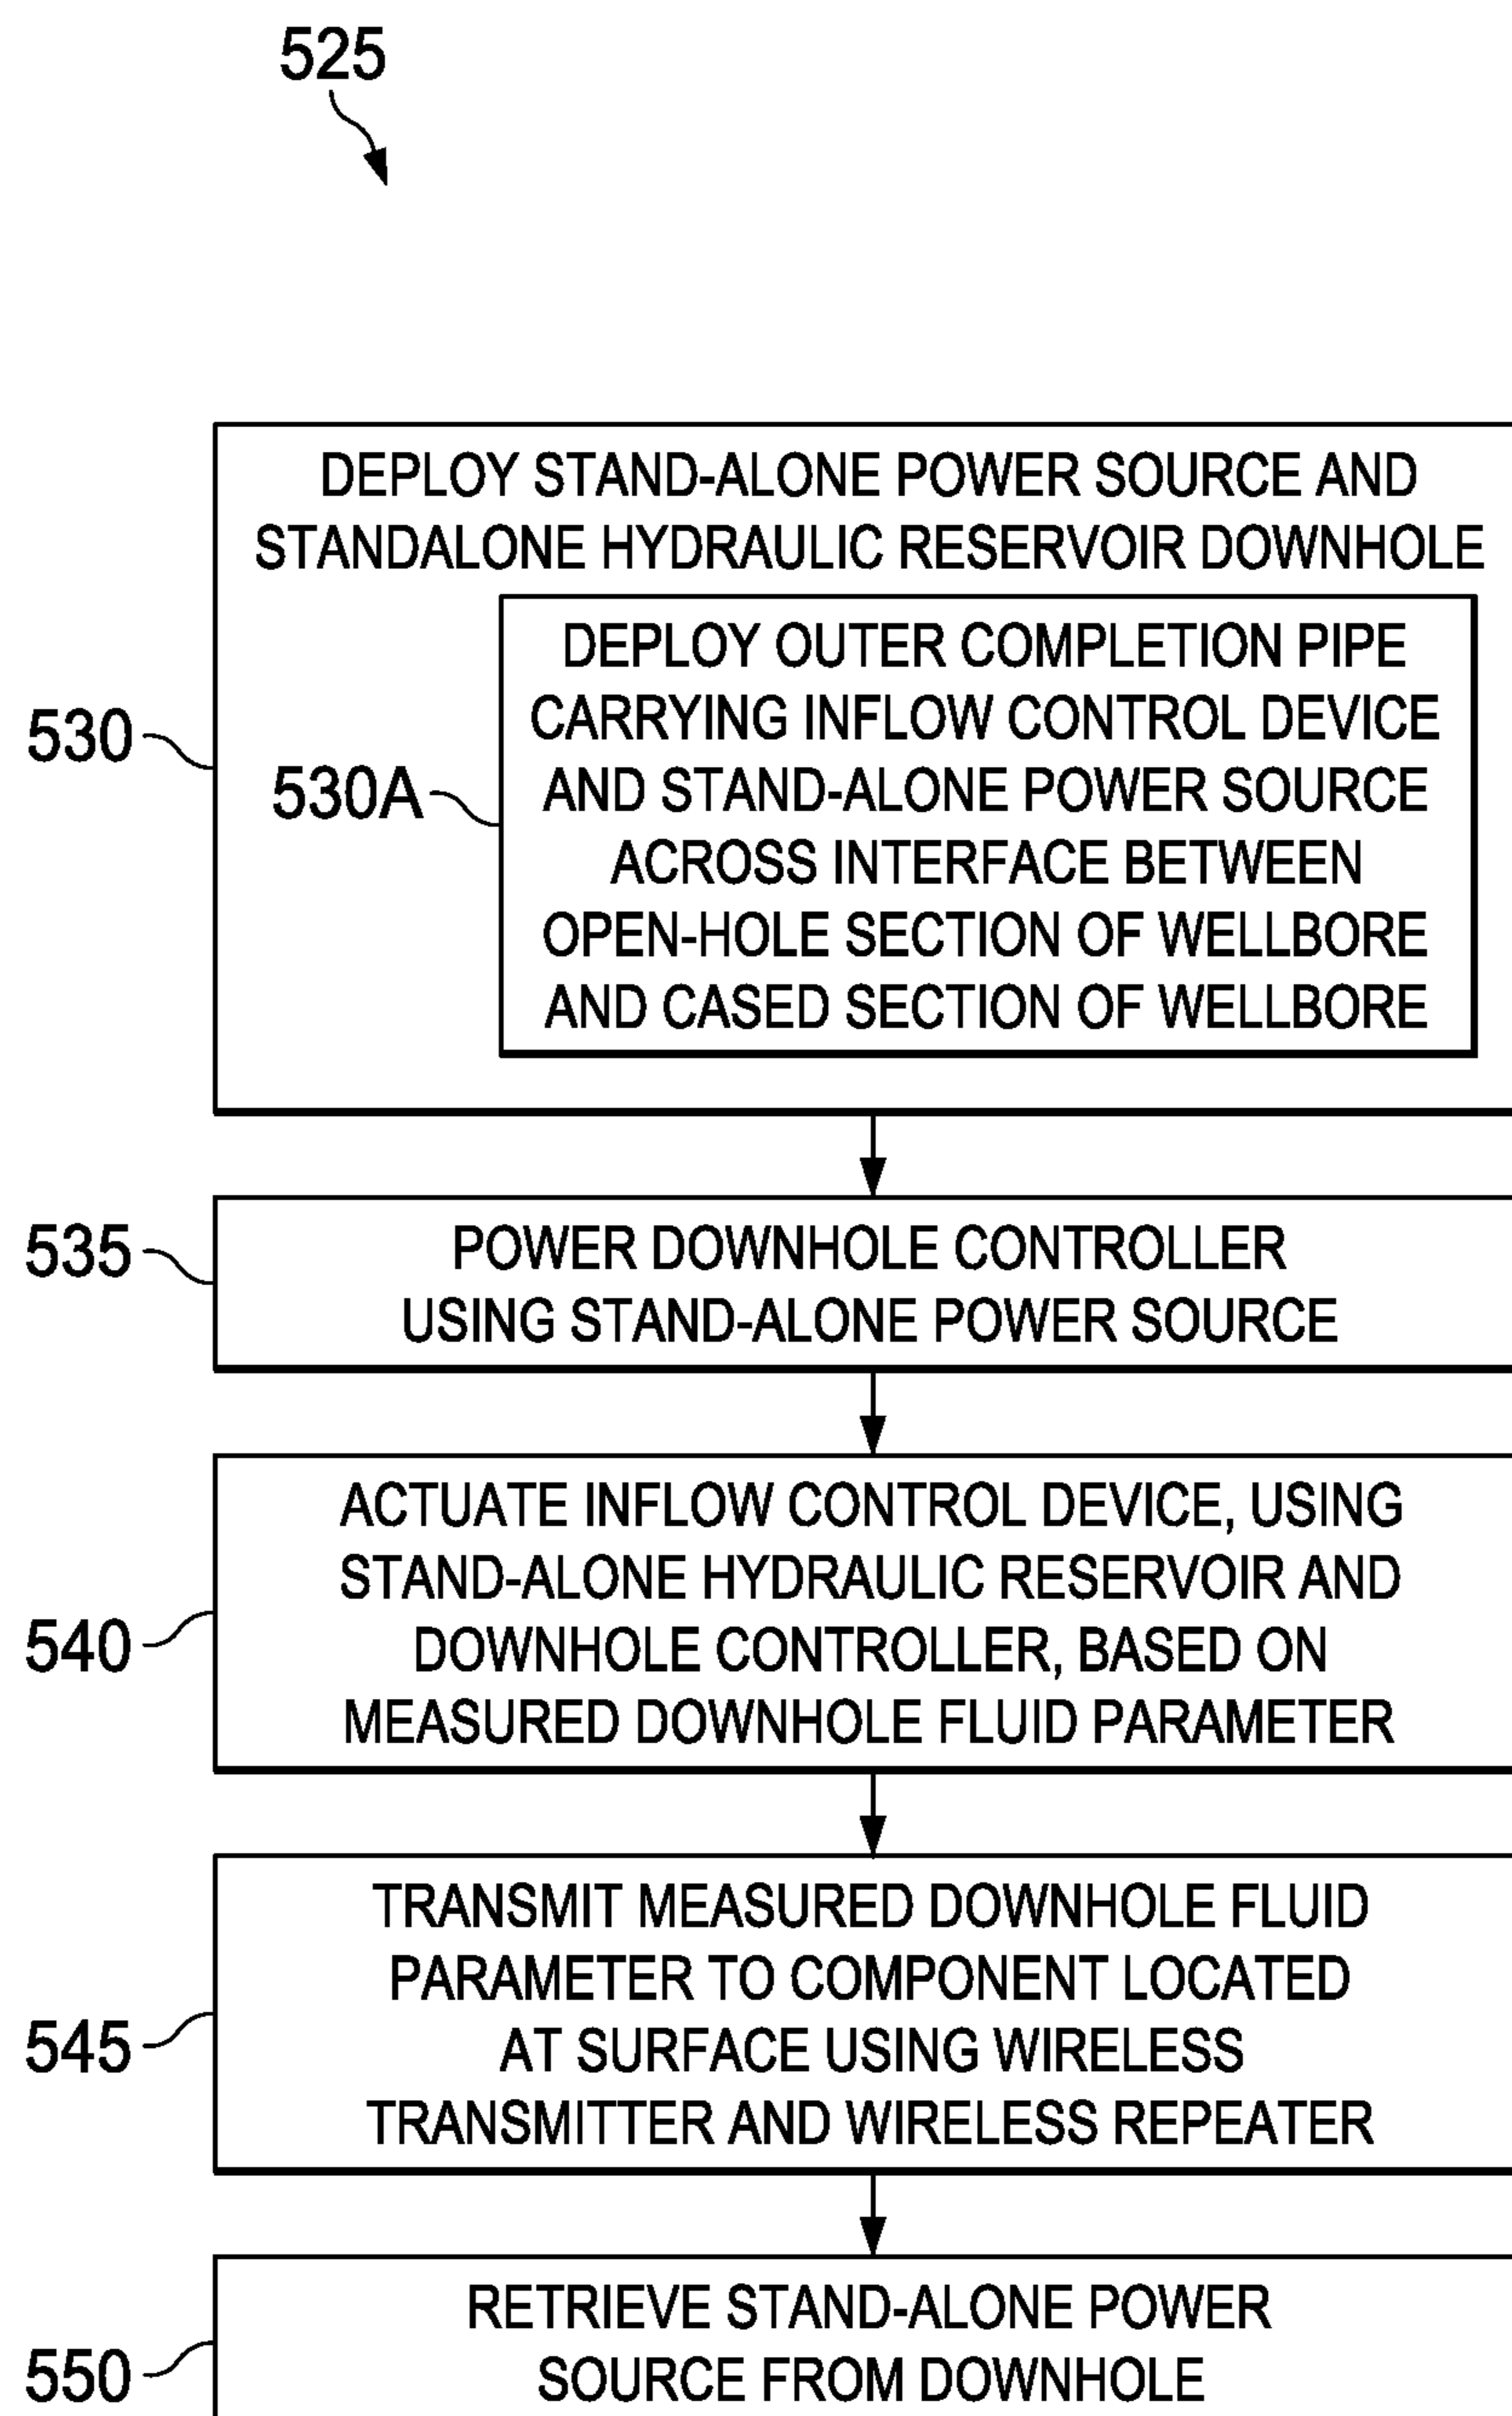 525
DEPLOY STAND-ALONE POWER SOURCE AND
STANDALONE HYDRAULIC RESERVOIR DOWNHOLE
DEPLOY OUTER COMPLETION PIPE
CARRYING INFLOW CONTROL DEVICE
530
530A
AND STAND-ALONE POWER SOURCE
ACROSS INTERFACE BETWEEN
OPEN-HOLE SECTION OF WELLBORE
AND CASED SECTION OF WELLBORE
535
POWER DOWNHOLE CONTROLLER
USING STAND-ALONE POWER SOURCE
ACTUATE INFLOW CONTROL DEVICE, USING
STAND-ALONE HYDRAULIC RESERVOIR AND
540
DOWNHOLE CONTROLLER, BASED ON
MEASURED DOWNHOLE FLUID PARAMETER
TRANSMIT MEASURED DOWNHOLE FLUID
PARAMETER TO COMPONENT LOCATED
545
AT SURFACE USING WIRELESS
TRANSMITTER AND WIRELESS REPEATER
RETRIEVE STAND-ALONE POWER
550
SOURCE FROM DOWNHOLE